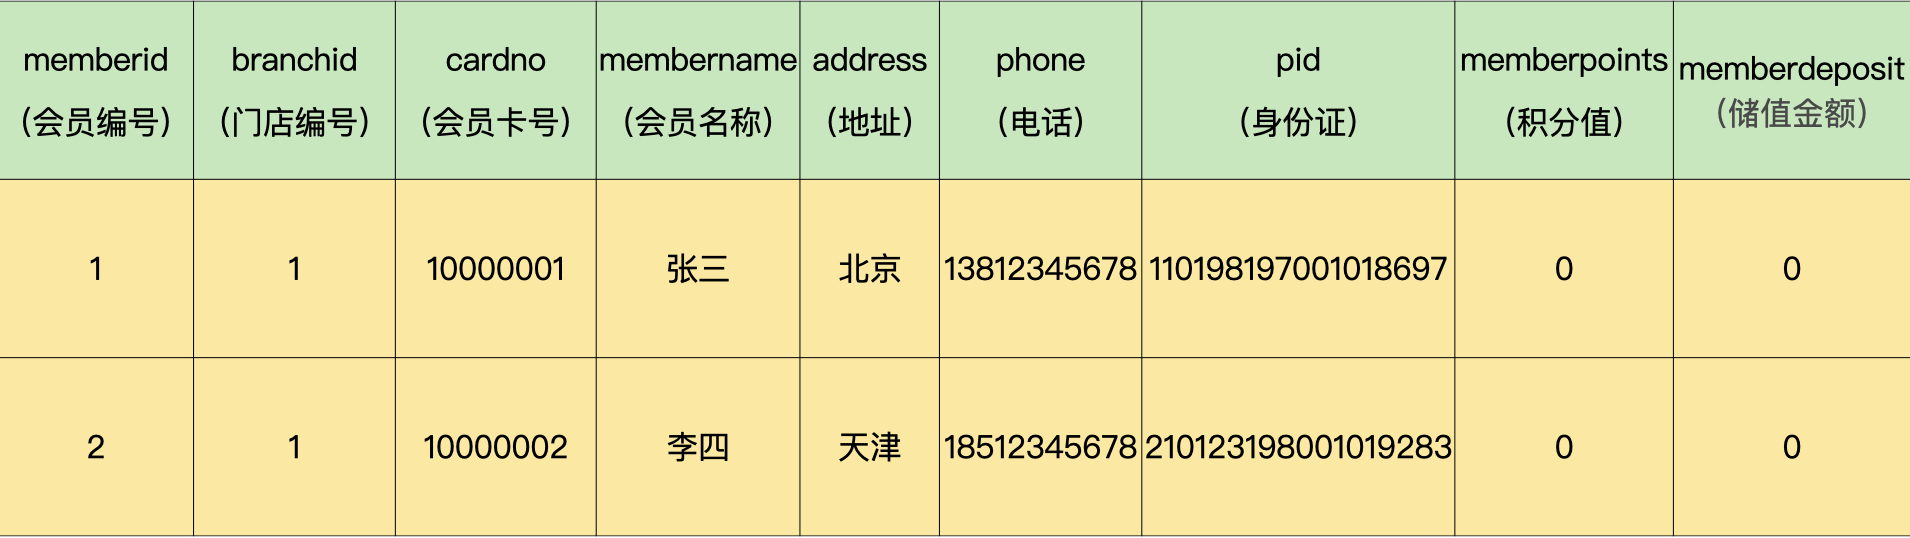 memberid branchid cardno membername address phone pid memberpoints memberdeposit
（会员编号） （门店编号） （会员卡号） （会员名称） （地址） （电话） （身份证） （积分值） （储值金额）
1 1 10000001 张三 北京 13812345678 110198197001018697 0 0
2 1 10000002 李四 天津 18512345678 210123198001019283 0 0